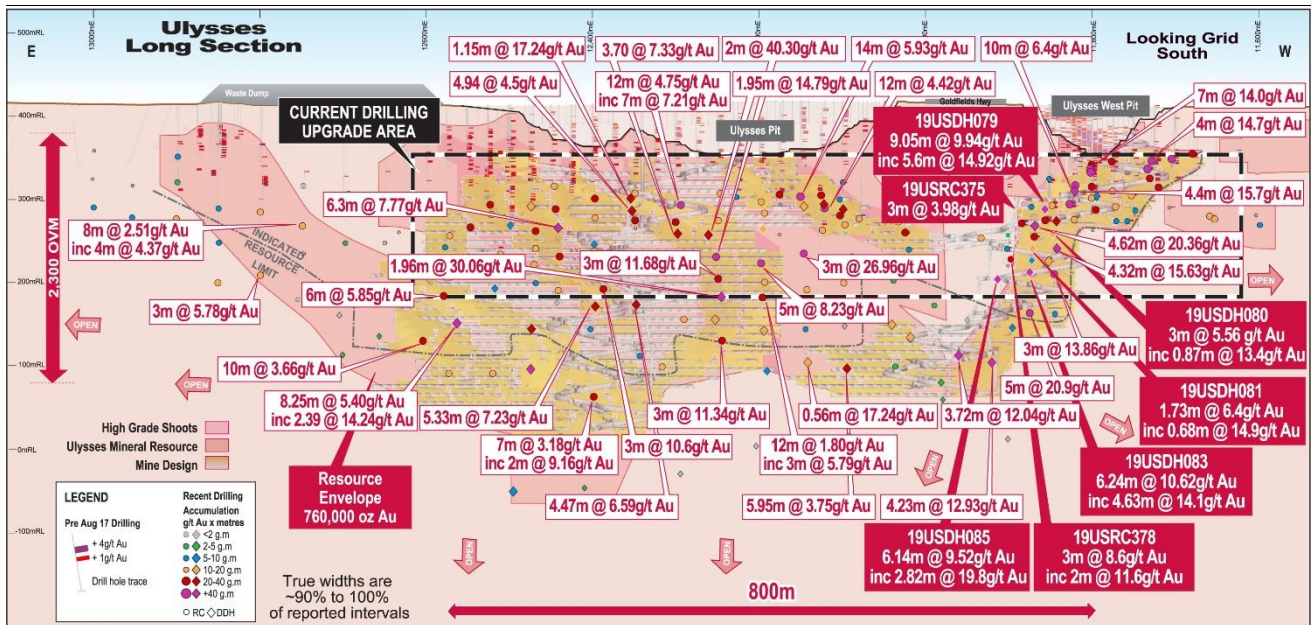 Ulysses
Long Section
E
Looking Grid
South
W
500mRL
400mRL
300mRL
200mRL
100mRL
0mRL
-100mRL
13000mE
12600mE
12,400mE
11,600mE
Waste Dump
CURRENT DRILLING
UPGRADE AREA
Ulysses Pit
Goldfields Hwy
Ulysses West Pit
1.15m @ 17.24g/t Au
3.70 @ 7.33g/t Au
2m @ 40.30g/t Au
14m @ 5.93g/t Au
10m @ 6.4g/t Au
4.94 @ 4.5g/t Au
12m @ 4.75g/t Au
inc 7m @ 7.21g/t Au
1.95m @ 14.79g/t Au
12m @ 4.42g/t Au
7m @ 14.0g/t Au
4m @ 14.7g/t Au
19USDH079
9.05m @ 9.94g/t Au
inc 5.6m @ 14.92g/t Au
19USRC375
3m @ 3.98g/t Au
4.4m @ 15.7g/t Au
4.62m @ 20.36g/t Au
4.32m @ 15.63g/t Au
2,300 OVM
8m @ 2.51g/t Au
inc 4m @ 4.37g/t Au
INDICATED RESOURCE LIMIT
6.3m @ 7.77g/t Au
1.96m @ 30.06g/t Au
3m @ 11.68g/t Au
3m @ 26.96g/t Au
3m @ 5.78g/t Au
6m @ 5.85g/t Au
5m @ 8.23g/t Au
OPEN
OPEN
OPEN
OPEN
OPEN
OPEN
OPEN
19USDH080
3m @ 5.56 g/t Au
inc 0.87m @ 13.4g/t Au
3m @ 13.86g/t Au
5m @ 20.9g/t Au
19USDH081
1.73m @ 6.4g/t Au
inc 0.68m @ 14.9g/t Au
10m @ 3.66g/t Au
8.25m @ 5.40g/t Au
inc 2.39 @ 14.24g/t Au
5.33m @ 7.23g/t Au
3m @ 11.34g/t Au
0.56m @ 17.24g/t Au
3.72m @ 12.04g/t Au
7m @ 3.18g/t Au
inc 2m @ 9.16g/t Au
3m @ 10.6g/t Au
12m @ 1.80g/t Au
inc 3m @ 5.79g/t Au
19USDH083
6.24m @ 10.62g/t Au
inc 4.63m @ 14.1g/t Au
4.47m @ 6.59g/t Au
5.95m @ 3.75g/t Au
4.23m @ 12.93g/t Au
19USDH085
6.14m @ 9.52g/t Au
inc 2.82m @ 19.8g/t Au
19USRC378
3m @ 8.6g/t Au
inc 2m @ 11.6g/t Au
High Grade Shoots
Ulysses Mineral Resource
Mine Design
Resource
Envelope
760,000 oz Au
LEGEND
Pre Aug 17 Drilling
+ 4g/t Au
+ 1g/t Au
Drill hole trace
Recent Drilling
Accumulation
g/t Au x metres
<2 g.m
2-5 g.m
5-10 g.m
10-20 g.m
20-40 g.m
+40 g.m
RC
DDH
True widths are
~90% to 100%
of reported intervals
800m